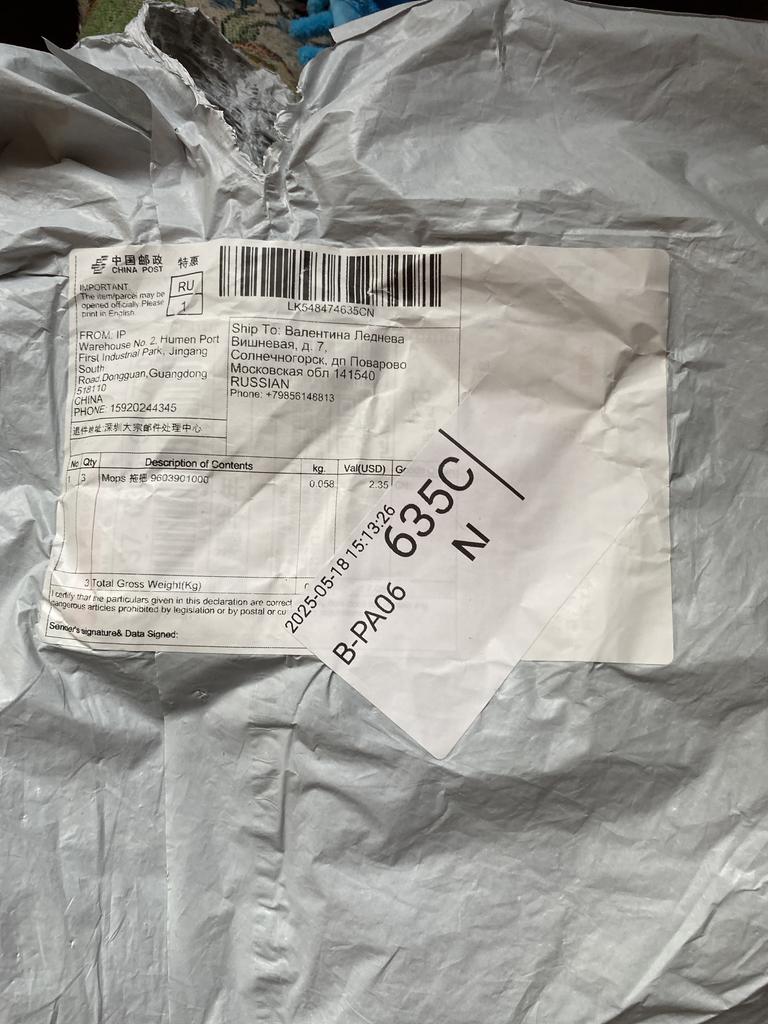 中国邮政
CHINA POST
特惠
IMPORTANT:
The item/parcel may be
opened officially Please
print in English
RU
1
LK548474635CN
FROM: IP
Warehouse No. 2, Humen Port
First Industrial Park, Jingang
South
Road,Dongguan,Guangdong
518110
CHINA
PHONE: 15920244345
退件地址:深圳大宗邮件处理中心
Ship To: Валентина Леднева
Вишневая, д. 7,
Солнечногорск, дп Поварово
Московская обл 141540
RUSSIAN
Phone: +79856146813
No Qty Description of Contents kg. Val(USD)
1 3 Mops 拖把 9603901000 0.058 2.35
3 Total Gross Weight(Kg)
I certify that the particulars given in this declaration are correct
dangerous articles prohibited by legislation or by postal or cu
Sender's signature& Data Signed:
2025-05-18 15:13:26
B-PA06
635C
N